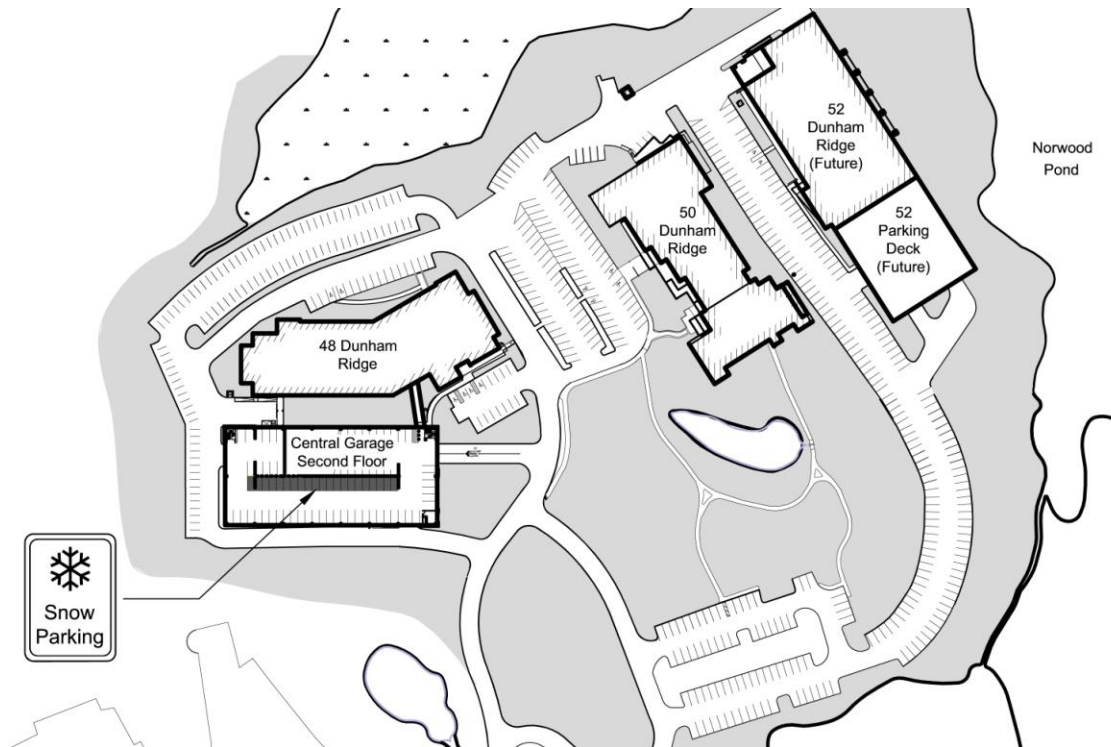 52
Dunham
Ridge
(Future)
Norwood
Pond
50
Dunham
Ridge
52
Parking
Deck
(Future)
48 Dunham
Ridge
Central Garage
Second Floor
Snow
Parking